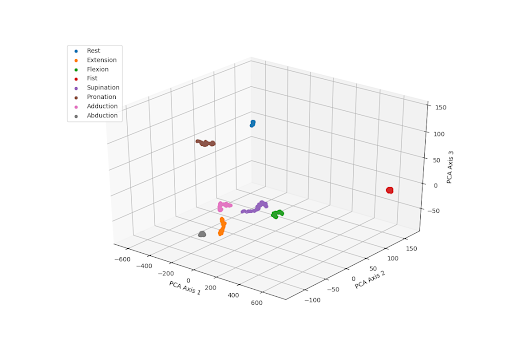 Rest
Extension
Flexion
Fist
Supination
Pronation
Adduction
Abduction
150
100
50
0
−50
PCA Axis 3
−600
−400
−200
0
200
400
600
PCA Axis 1
−100
−50
0
50
100
150
PCA Axis 2